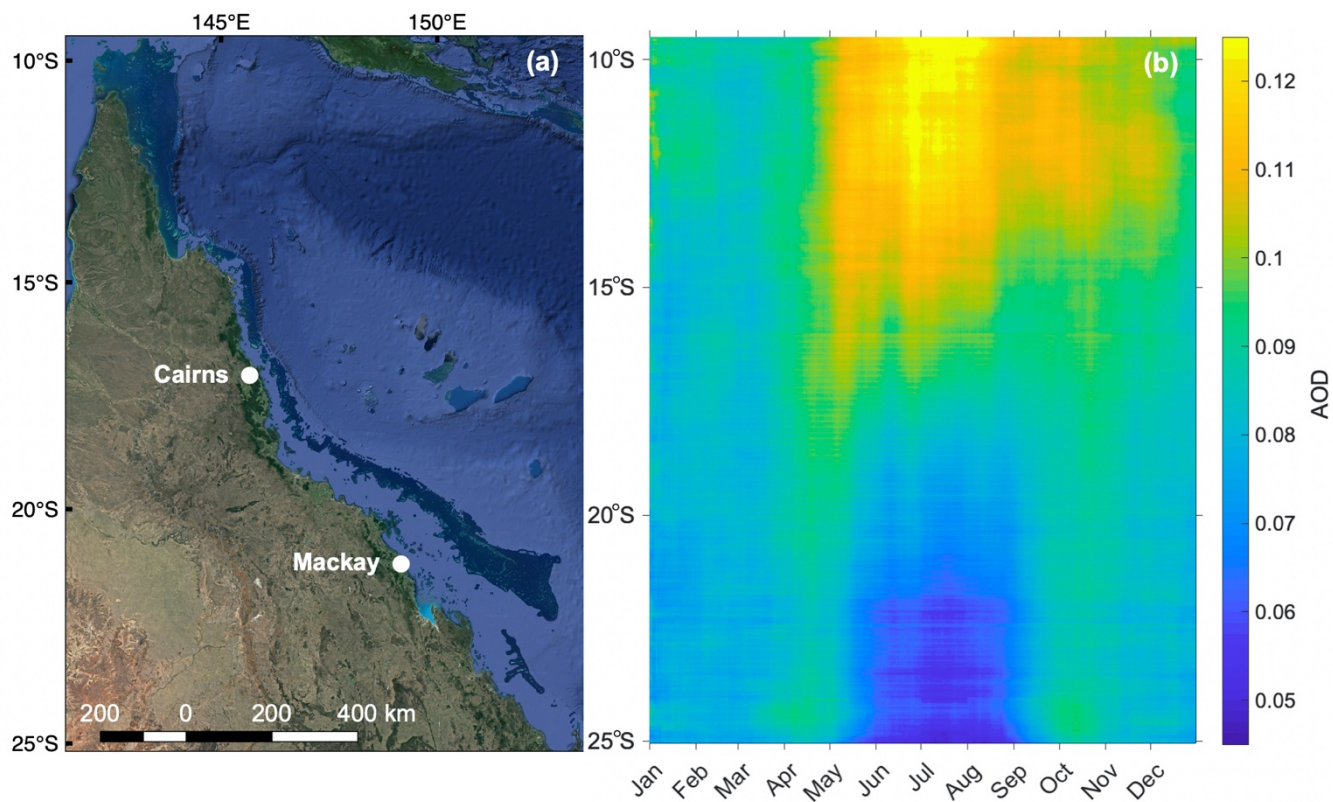 145°E 150°E
(a)
10°S
15°S
20°S
25°S
Cairns
Mackay
200 0 200 400 km
(b)
10°S
15°S
20°S
25°S
Jan Feb Mar Apr May Jun Jul Aug Sep Oct Nov Dec
0.12
0.11
0.1
0.09
0.08
0.07
0.06
0.05
AOD